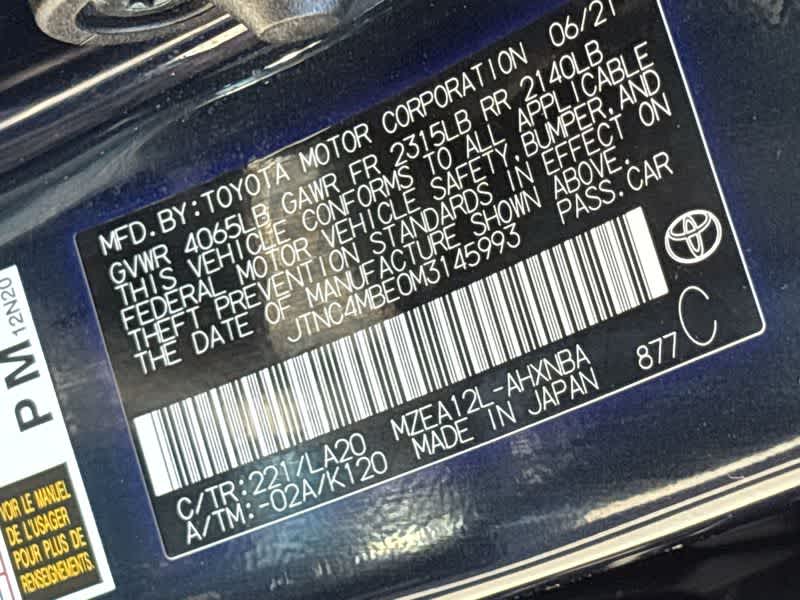 MFD.BY:TOYOTA MOTOR CORPORATION 06/21
GVWR 4065LB GAWR FR 2315LB RR 2140LB
THIS VEHICLE CONFORMS TO ALL APPLICABLE
FEDERAL MOTOR VEHICLE SAFETY,BUMPER,AND
THEFT PREVENTION STANDARDS IN EFFECT ON
THE DATE OF MANUFACTURE SHOWN ABOVE.
JTNC4MBE0M3145993 PASS.CAR
C/TR:221/LA20 MZEA12L-AHXNBA 877 C
A/TM:-02A/K120 MADE IN JAPAN
PM 12N20
VOIR LE MANUEL
DE L'USAGER
POUR PLUS DE
RENSEIGNEMENTS.